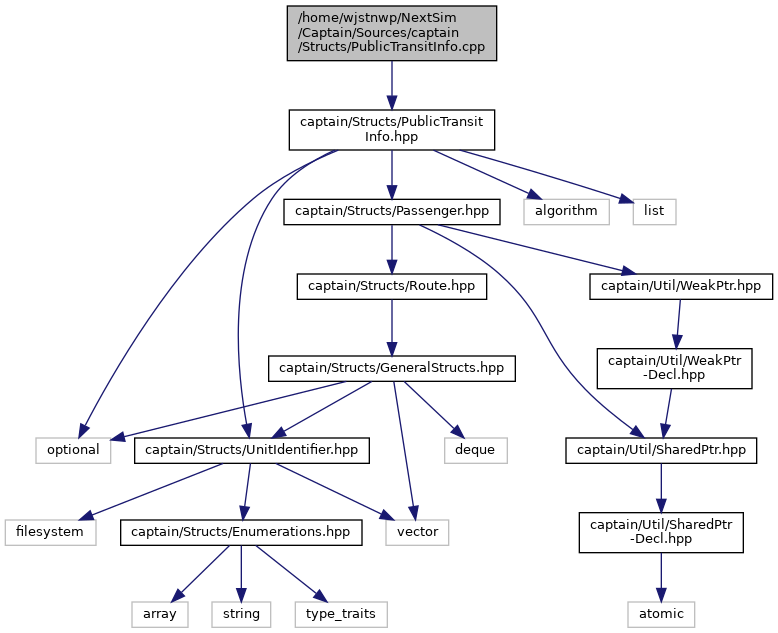 /home/wjstnwp/NextSim
/Captain/Sources/captain
/Structs/PublicTransitInfo.cpp
captain/Structs/PublicTransit
Info.hpp
captain/Structs/Passenger.hpp
algorithm
list
captain/Structs/Route.hpp
captain/Util/WeakPtr.hpp
captain/Structs/GeneralStructs.hpp
captain/Util/WeakPtr
-Decl.hpp
optional
captain/Structs/UnitIdentifier.hpp
deque
captain/Util/SharedPtr.hpp
filesystem
captain/Structs/Enumerations.hpp
vector
captain/Util/SharedPtr
-Decl.hpp
array
string
type_traits
atomic